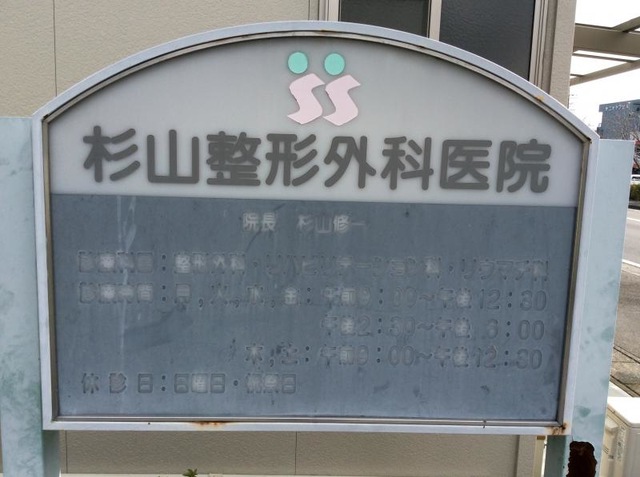 杉山整形外科医院
院長 杉山修一
診療科目：整形外科・リハビリテーション科・リウマチ科
診療時間：月,火,水,金：午前9:00～午後12:30
午後2:30～午後6:00
木,土：午前9:00～午後12:30
休診日：日曜日・祝祭日